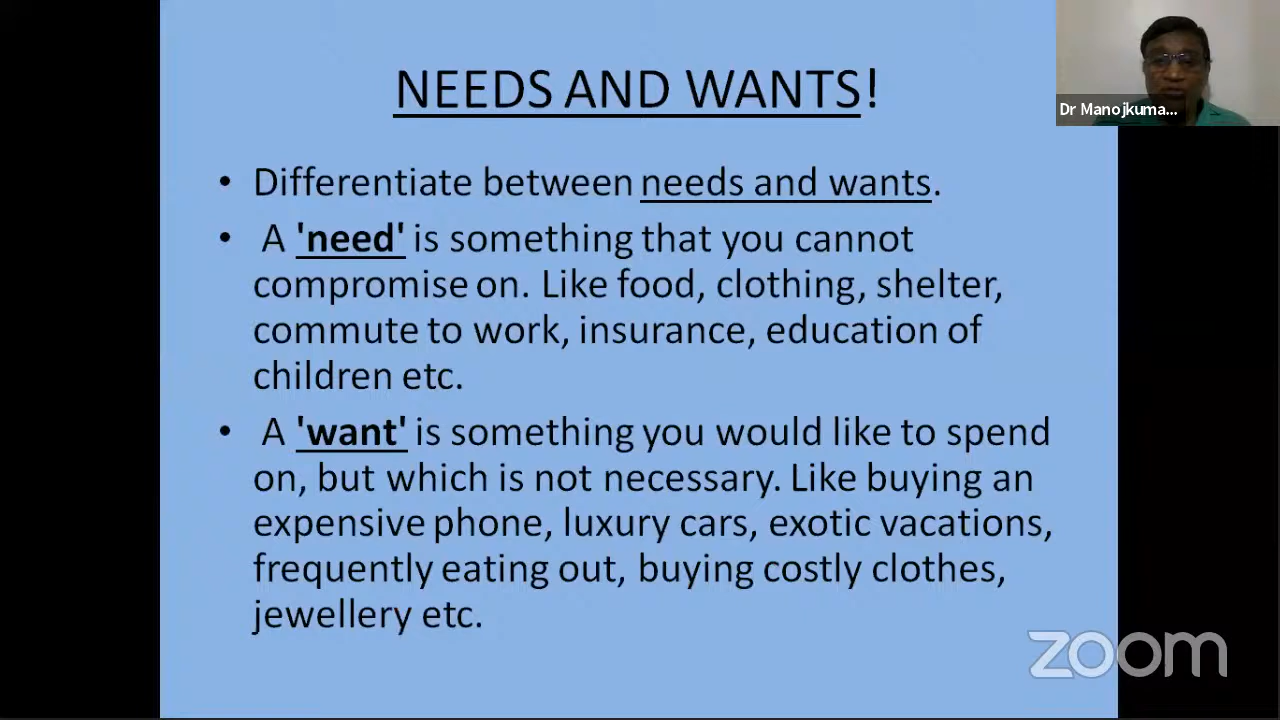 NEEDS AND WANTS!
Dr Manojkuma...
• Differentiate between needs and wants.
• A 'need' is something that you cannot
compromise on. Like food, clothing, shelter,
commute to work, insurance, education of
children etc.
• A 'want' is something you would like to spend
on, but which is not necessary. Like buying an
expensive phone, luxury cars, exotic vacations,
frequently eating out, buying costly clothes,
jewellery etc.
zoom